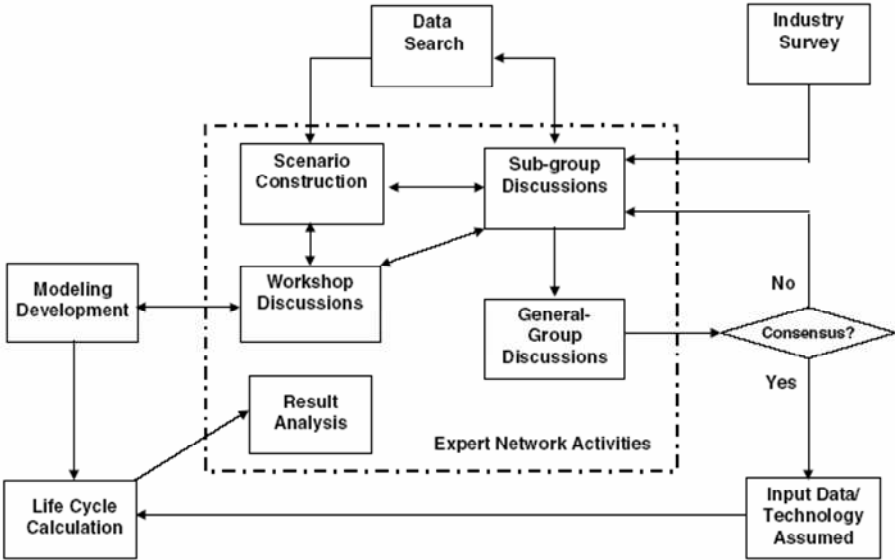 Data
Search
Industry
Survey
Scenario
Construction
Sub-group
Discussions
Modeling
Development
Workshop
Discussions
General-
Group
Discussions
No
Consensus?
Yes
Result
Analysis
Expert Network Activities
Life Cycle
Calculation
Input Data/
Technology
Assumed